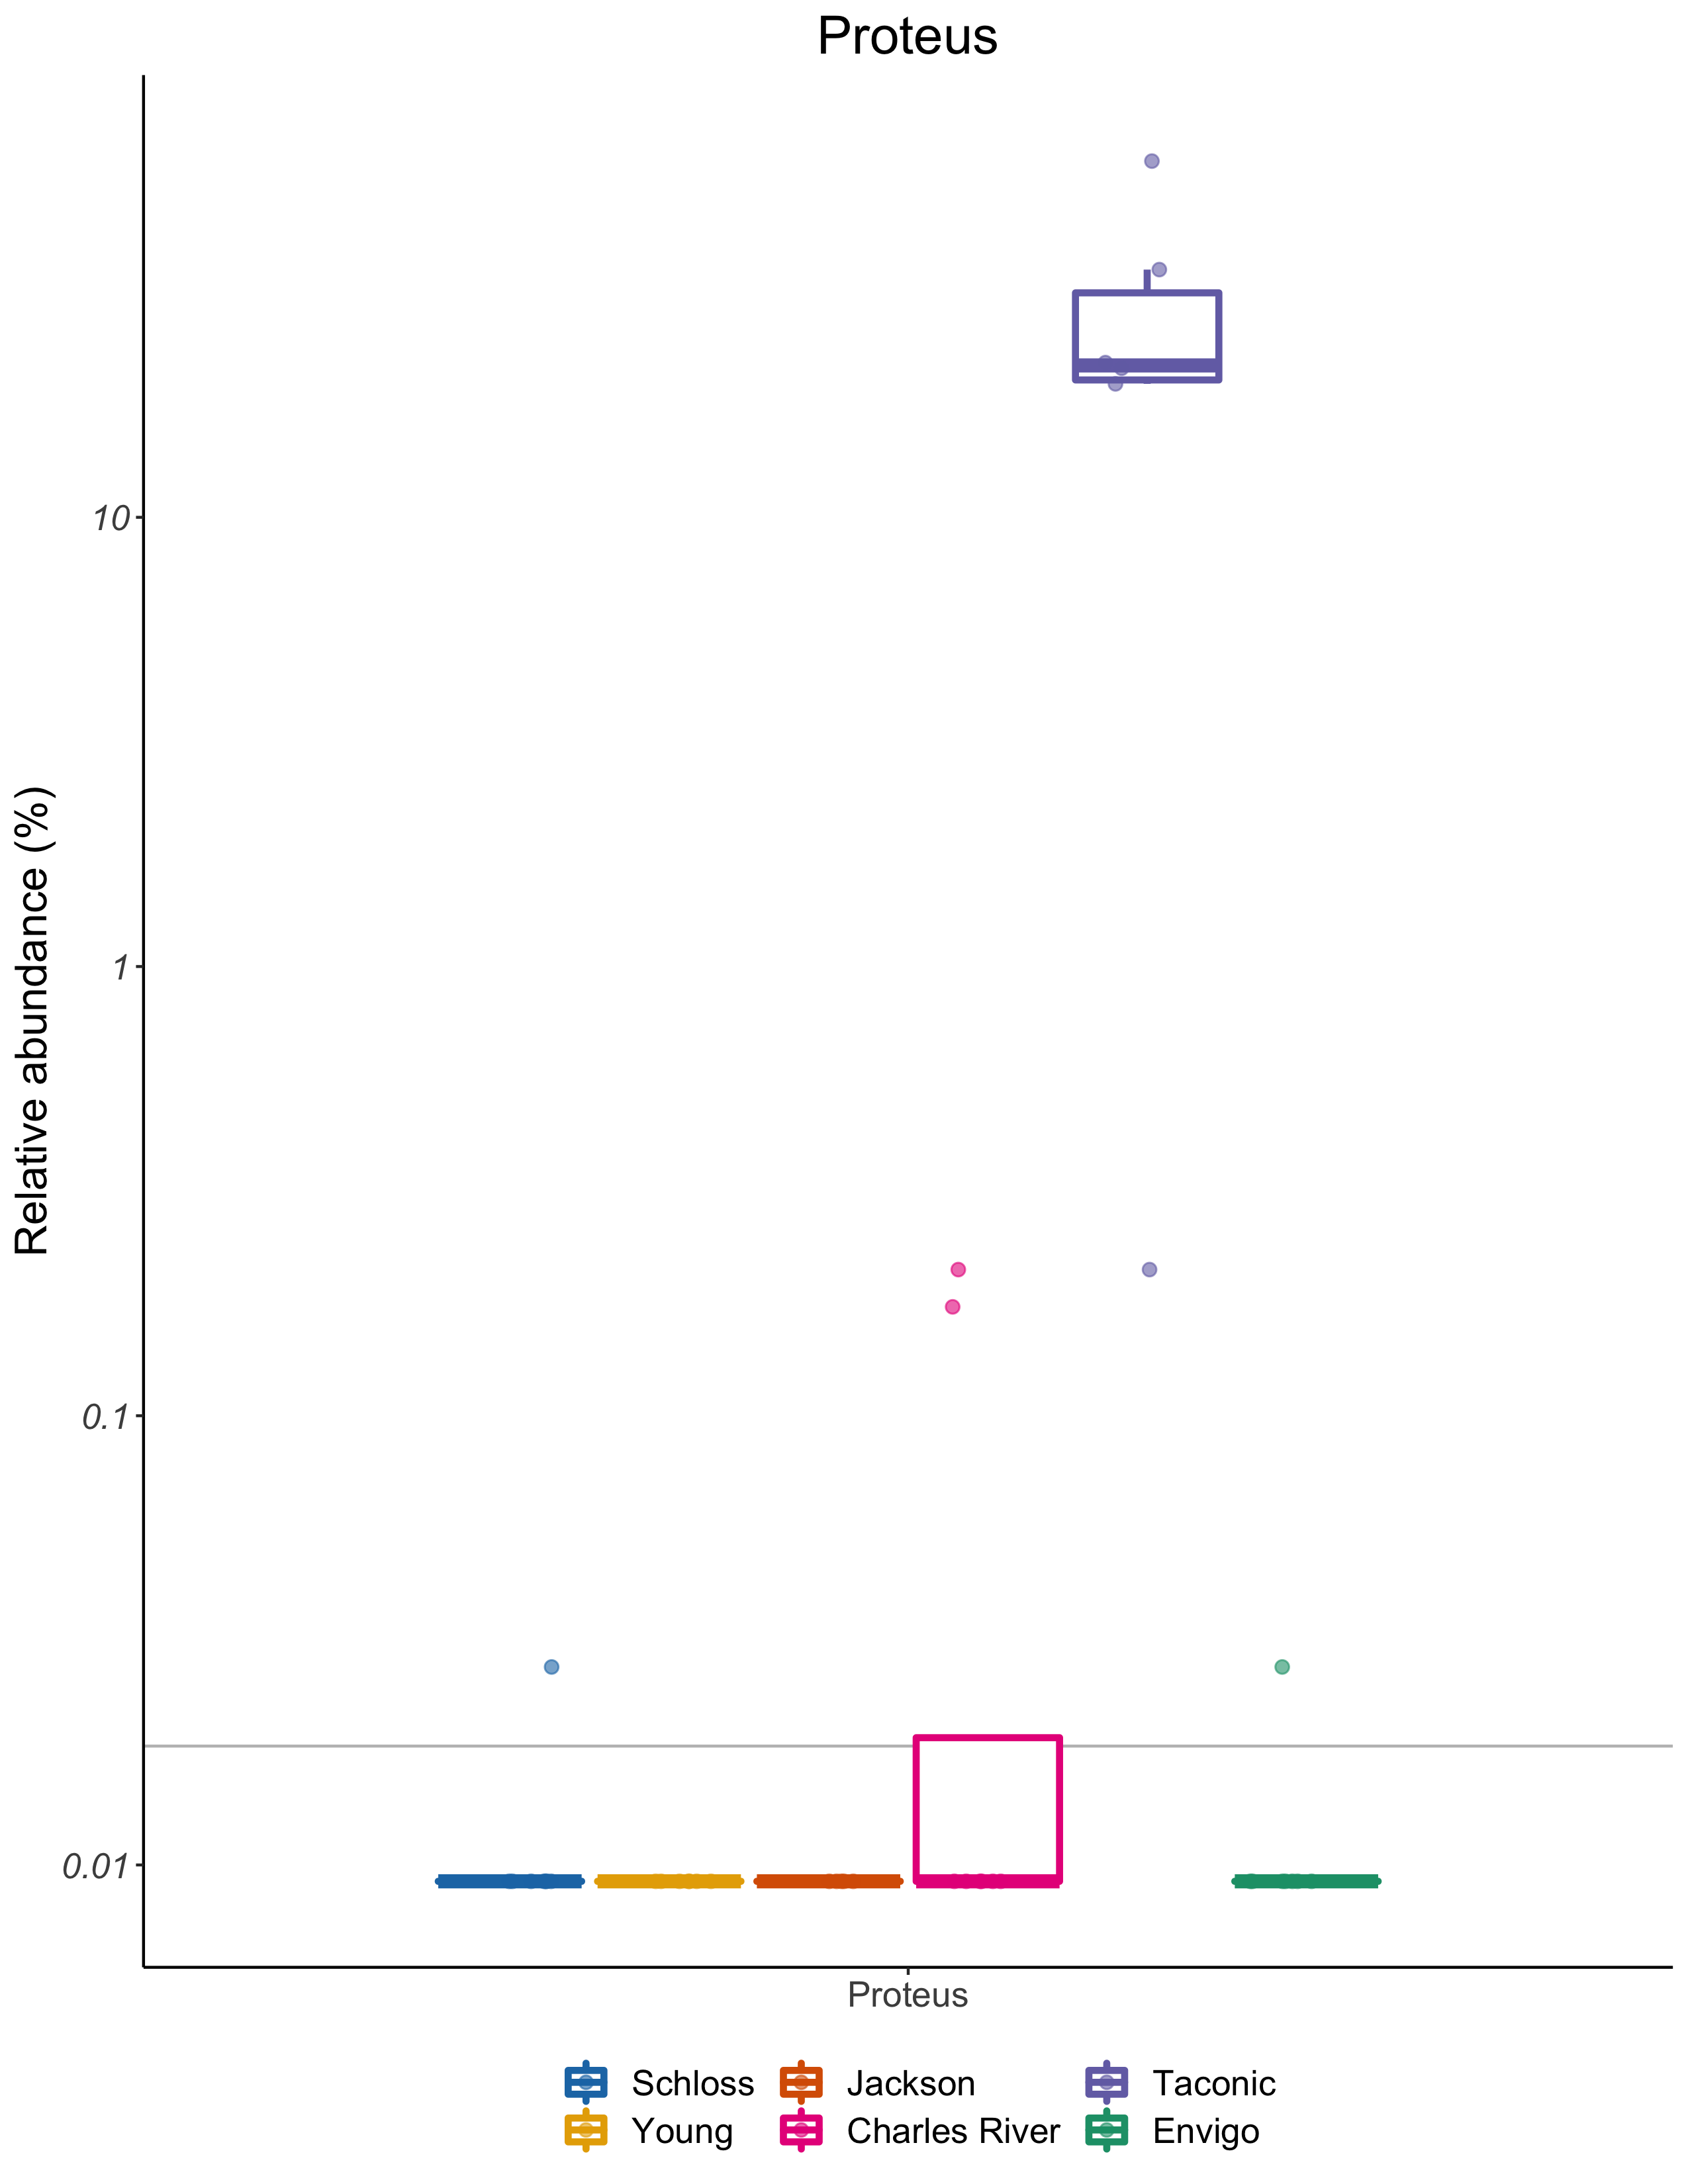 Proteus
Relative abundance (%)
10
1
0.1
0.01
Proteus
Schloss
Jackson
Taconic
Young
Charles River
Envigo